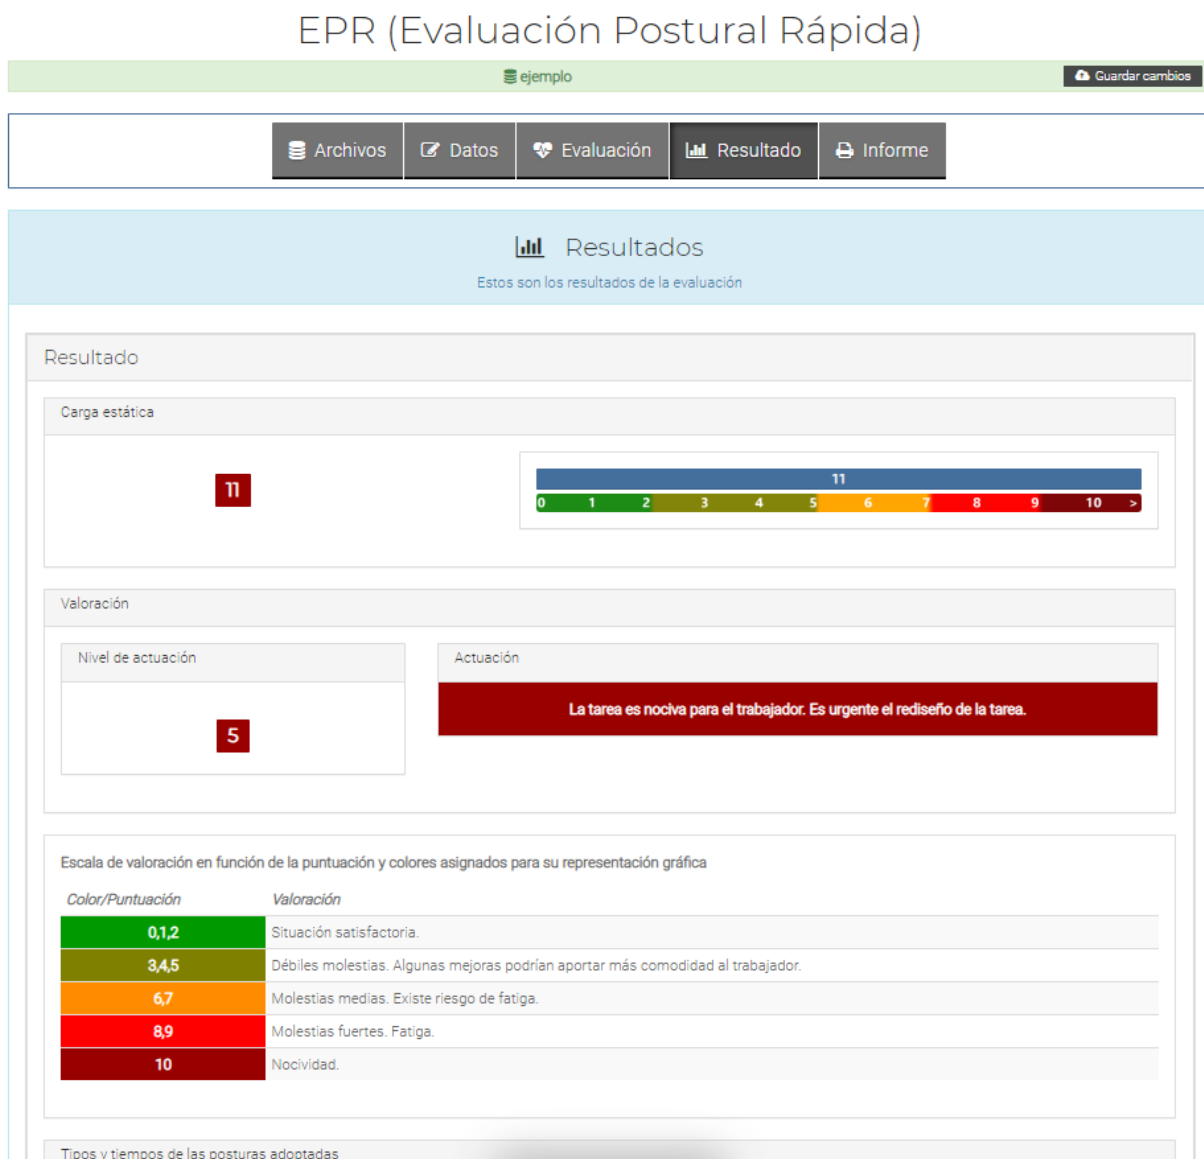 EPR (Evaluación Postural Rápida)
ejemplo
Guardar cambios
Archivos Datos Evaluación Resultado Informe
Resultados
Estos son los resultados de la evaluación
Resultado
Carga estática
11
11
0 1 2 3 4 5 6 7 8 9 10 >
Valoración
Nivel de actuación
5
Actuación
La tarea es nociva para el trabajador. Es urgente el rediseño de la tarea.
Escala de valoración en función de la puntuación y colores asignados para su representación gráfica
Color/Puntuación Valoración
0,1,2 Situación satisfactoria.
3,4,5 Débiles molestias. Algunas mejoras podrían aportar más comodidad al trabajador.
6,7 Molestias medias. Existe riesgo de fatiga.
8,9 Molestias fuertes. Fatiga.
10 Nocividad.
Tipos y tiempos de las posturas adoptadas